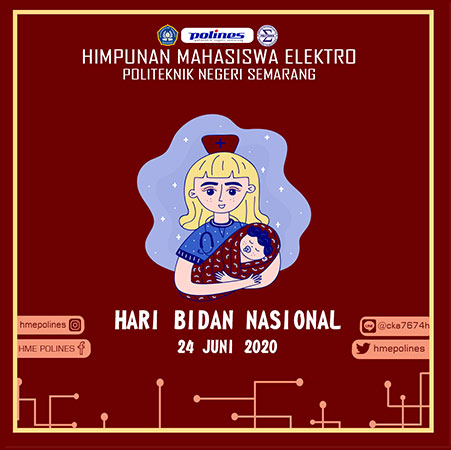 polines
HIMPUNAN MAHASISWA ELEKTRO
POLITEKNIK NEGERI SEMARANG
HARI BIDAN NASIONAL
24 JUNI 2020
hmepolines
HME POLINES
@cka7674h
hmepolines